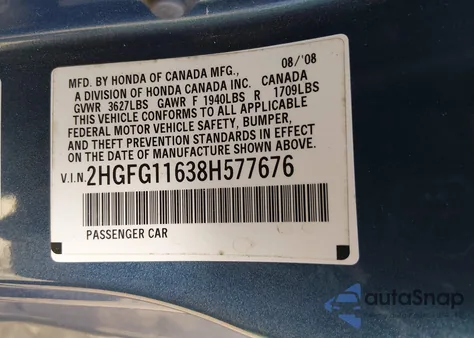 MFD. BY HONDA OF CANADA MFG., 08/'08
A DIVISION OF HONDA CANADA INC. CANADA
GVWR 3627LBS GAWR F 1940LBS R 1709LBS
THIS VEHICLE CONFORMS TO ALL APPLICABLE
FEDERAL MOTOR VEHICLE SAFETY, BUMPER,
AND THEFT PREVENTION STANDARDS IN EFFECT
ON THE DATE OF MANUFACTURE SHOWN ABOVE.
V.I.N. 2HGFG11638H577676
PASSENGER CAR
autoSnap